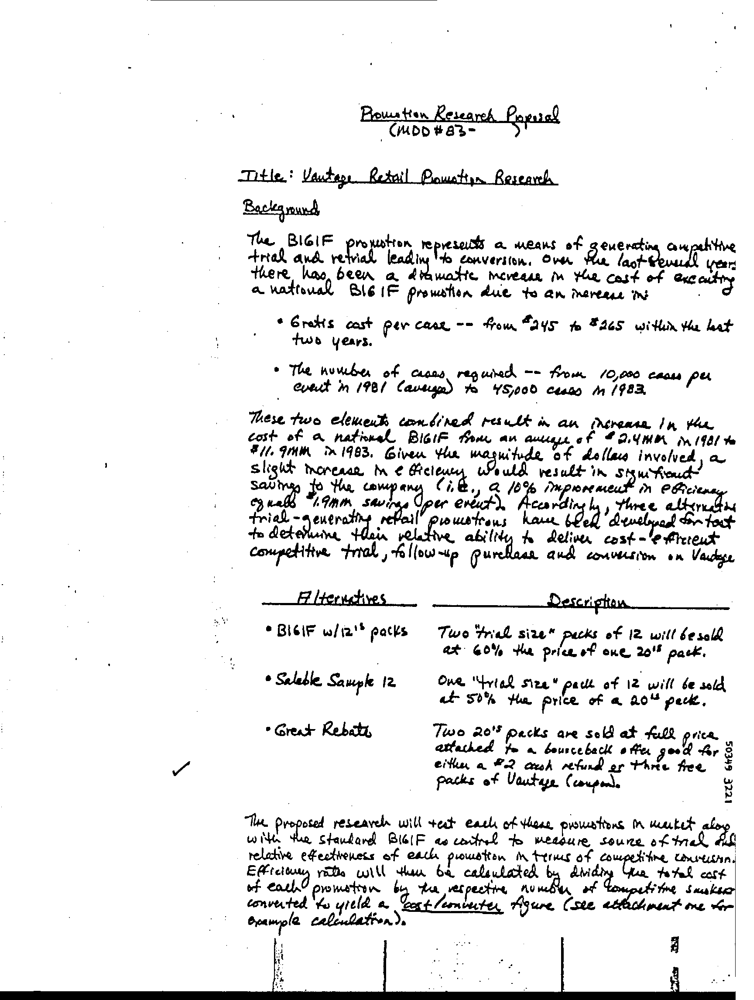 Promotion Research Proposal
(MDD #83-    )
Title: Vantage Retail Promotion Research
Background
The B1G1F promotion represents a means of generating competitive
trial and retrial leading to conversion. Over the last several years
there has been a dramatic increase in the cost of executing
a national B1G1F promotion due to an increase in:
• Gratis cost per case -- from $245 to $265 within the last
two years.
• The number of cases required -- from 10,000 cases per
event in 1981 (average) to 45,000 cases in 1983.
These two elements combined result in an increase in the
cost of a national B1G1F from an average of $2.4MM in 1981 to
$11.9MM in 1983. Given the magnitude of dollars involved, a
slight increase in efficiency would result in significant
savings to the company (i.e., a 10% improvement in efficiency
equals $1.9mm savings per event). Accordingly, three alternative
trial-generating retail promotions have been developed for test
to determine their relative ability to deliver cost-efficient
competitive trial, follow-up purchase and conversion on Vantage
Alternatives Description
• B1G1F w/12's packs Two "trial size" packs of 12 will be sold
at 60% the price of one 20's pack.
• Salable Sample 12 One "trial size" pack of 12 will be sold
at 50% the price of a 20's pack.
• Great Rebate Two 20's packs are sold at full price
attached to a bounceback offer good for
either a $2 cash refund or three free
packs of Vantage (coupon).
50349 3221
The proposed research will test each of these promotions in market along
with the standard B1G1F as control to measure source of trial and
relative effectiveness of each promotion in terms of competitive conversion.
Efficiency ratios will then be calculated by dividing the total cost
of each promotion by the respective number of competitive smokers
converted to yield a cost/converter figure (see attachment one for
example calculation).